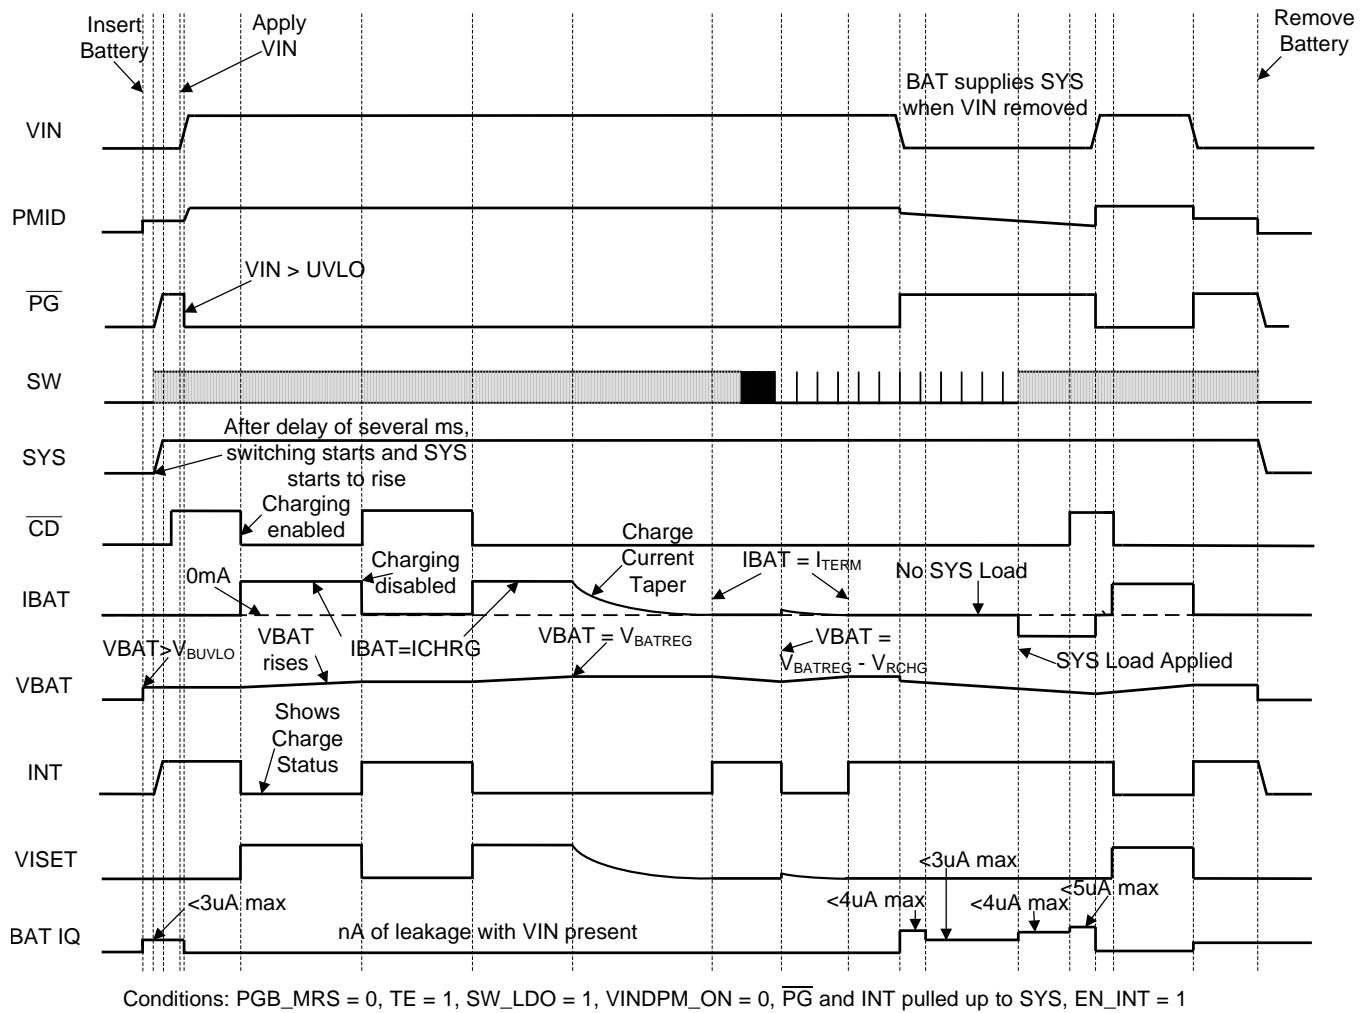 Insert
Battery
Apply
VIN
Remove
Battery
BAT supplies SYS
when VIN removed
VIN
PMID
VIN > UVLO
PG
SW
After delay of several ms,
switching starts and SYS
starts to rise
SYS
Charging
enabled
CD
Charging
disabled
Charge
Current
Taper
IBAT = ITERM
No SYS Load
0mA
IBAT
VBAT>VBUVLO
VBAT
rises
IBAT=ICHRG
VBAT = VBATREG
VBAT =
VBATREG - VRCHG
SYS Load Applied
VBAT
Shows
Charge
Status
INT
VISET
<3uA max
<4uA max
<3uA max
<4uA max
<5uA max
BAT IQ
nA of leakage with VIN present
Conditions: PGB_MRS = 0, TE = 1, SW_LDO = 1, VINDPM_ON = 0, PG and INT pulled up to SYS, EN_INT = 1